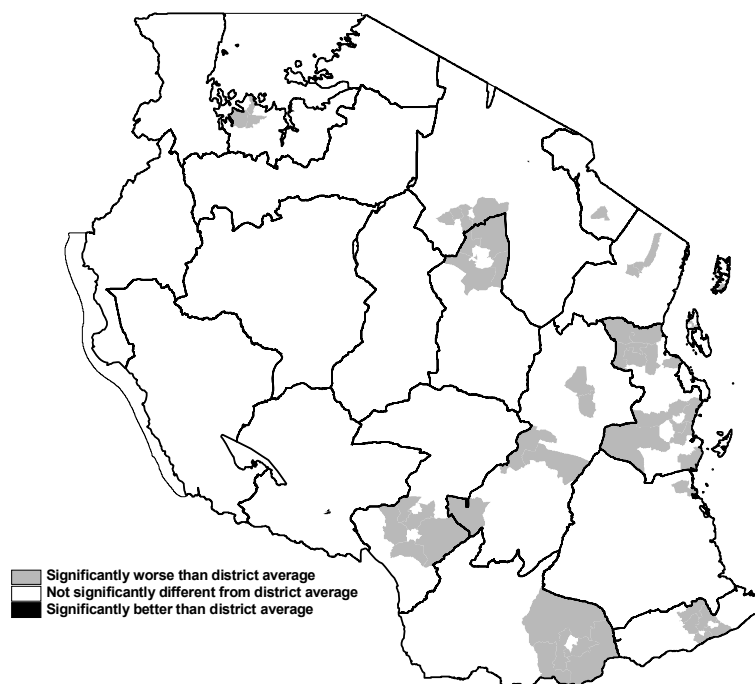 Significantly worse than district average
Not significantly different from district average
Significantly better than district average